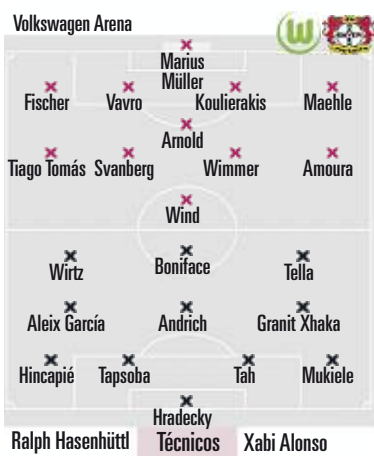 Volkswagen Arena
Marius
Müller
Fischer Vavro Koulierakis Maehle
Arnold
Tiago Tomás Svanberg Wimmer Amoura
Wind
Wirtz Boniface Tella
Aleix García Andrich Granit Xhaka
Hincapié Tapsoba Tah Mukiele
Hradecky
Ralph Hasenhüttl Técnicos Xabi Alonso